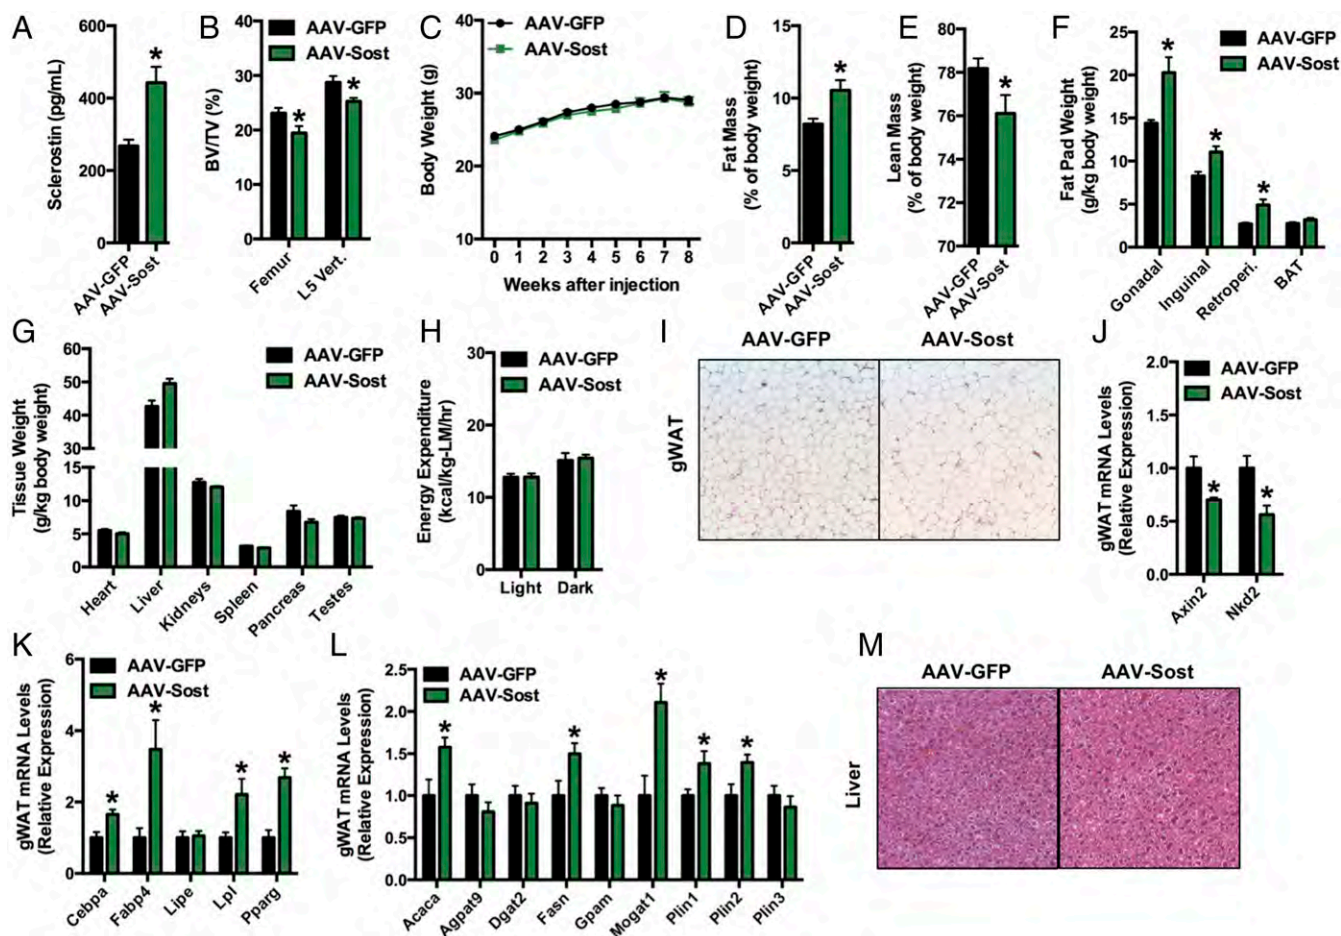 A
Sclerostin (pg/mL)
600
400
200
0
*
AAV-GFP
AAV-Sost
B
BV/TV (%)
40
30
20
10
0
AAV-GFP
AAV-Sost
*
*
Femur
L5 Vert.
C
Body Weight (g)
40
30
20
10
AAV-GFP
AAV-Sost
0 1 2 3 4 5 6 7 8
Weeks after injection
D
Fat Mass
(% of body weight)
15
10
5
0
*
AAV-GFP
AAV-Sost
E
Lean Mass
(% of body weight)
80
78
76
74
72
70
*
AAV-GFP
AAV-Sost
F
Fat Pad Weight
(g/kg body weight)
25
20
15
10
5
0
AAV-GFP
AAV-Sost
*
*
*
Gonadal
Inguinal
Retroperi.
BAT
G
Tissue Weight
(g/kg body weight)
60
50
40
30
15
10
5
0
AAV-GFP
AAV-Sost
Heart
Liver
Kidneys
Spleen
Pancreas
Testes
H
Energy Expenditure
(kcal/kg-LM/hr)
30
20
10
0
AAV-GFP
AAV-Sost
Light Dark
I
AAV-GFP AAV-Sost
gWAT
J
gWAT mRNA Levels
(Relative Expression)
2.0
1.5
1.0
0.5
0.0
AAV-GFP
AAV-Sost
*
*
Axin2
Nkd2
K
gWAT mRNA Levels
(Relative Expression)
6
4
2
0
AAV-GFP
AAV-Sost
*
*
*
*
Cebpa
Fabp4
Lipe
Lpl
Pparg
L
gWAT mRNA Levels
(Relative Expression)
2.5
2.0
1.5
1.0
0.5
0.0
AAV-GFP
AAV-Sost
*
*
*
*
*
Acaca
Agpat9
Dgat2
Fasn
Gpam
Mogat1
Plin1
Plin2
Plin3
M
AAV-GFP AAV-Sost
Liver